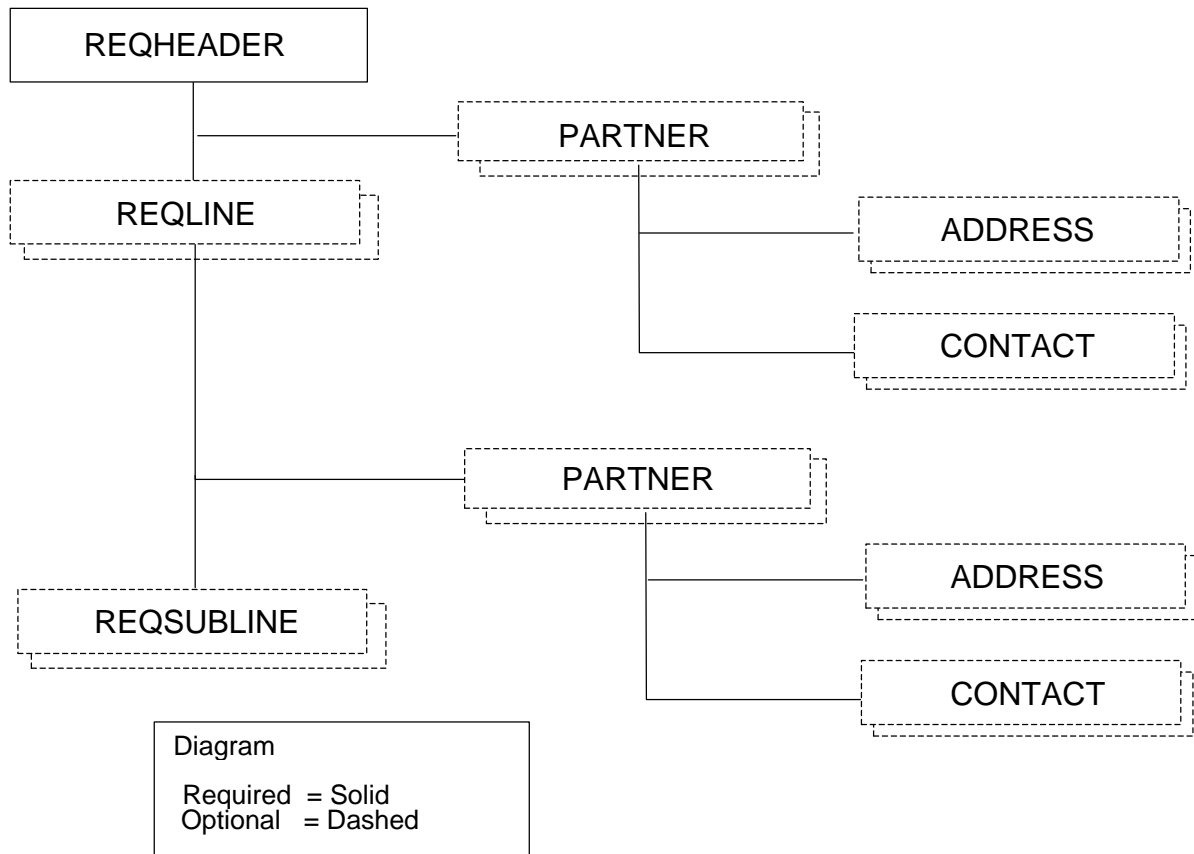 REQHEADER
PARTNER
REQLINE
ADDRESS
CONTACT
PARTNER
ADDRESS
REQSUBLINE
CONTACT
Diagram
Required = Solid
Optional = Dashed